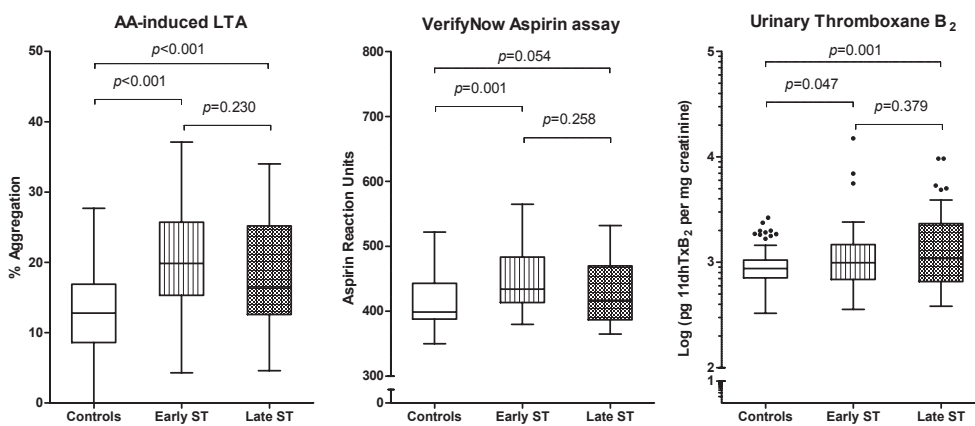 AA-induced LTA
p<0.001
p<0.001
p=0.230
% Aggregation
50
40
30
20
10
0
Controls
Early ST
Late ST
VerifyNow Aspirin assay
p=0.054
p=0.001
p=0.258
Aspirin Reaction Units
800
700
600
500
400
300
0
Controls
Early ST
Late ST
Urinary Thromboxane B₂
p=0.001
p=0.047
p=0.379
Log (pg 11dhTxB₂ per mg creatinine)
5
4
3
2
1
Controls
Early ST
Late ST